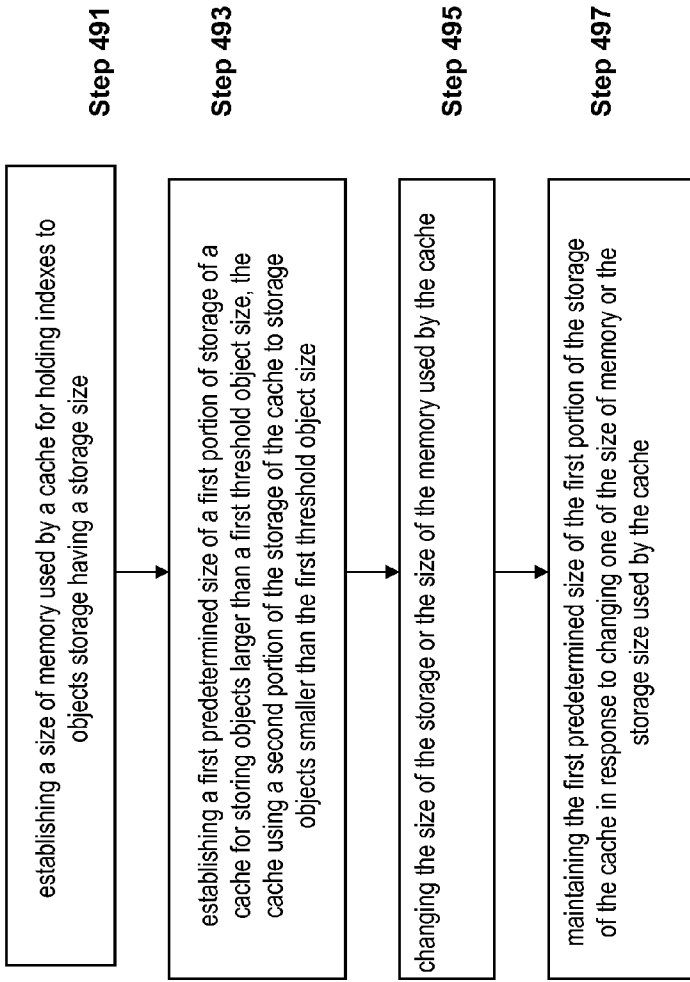 establishing a size of memory used by a cache for holding indexes to
objects storage having a storage size
Step 491
establishing a first predetermined size of a first portion of storage of a
cache for storing objects larger than a first threshold object size, the
cache using a second portion of the storage of the cache to storage
objects smaller than the first threshold object size
Step 493
changing the size of the storage or the size of the memory used by the cache
Step 495
maintaining the first predetermined size of the first portion of the storage
of the cache in response to changing one of the size of memory or the
storage size used by the cache
Step 497